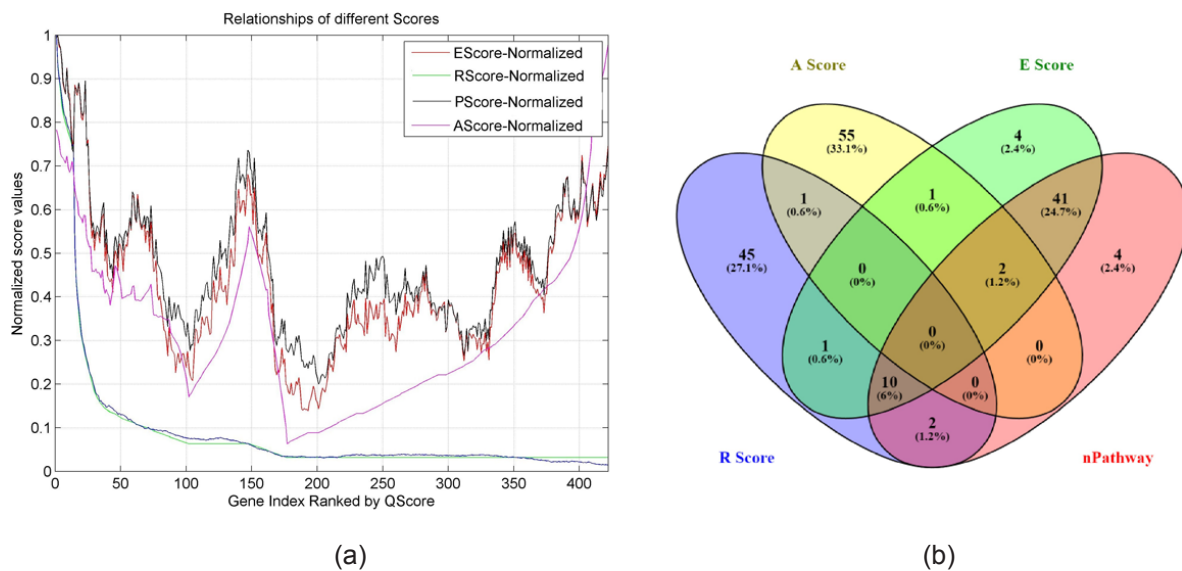 Relationships of different Scores
1
0.9
0.8
0.7
0.6
0.5
0.4
0.3
0.2
0.1
0
Normalized score values
EScore-Normalized
RScore-Normalized
PScore-Normalized
AScore-Normalized
0 50 100 150 200 250 300 350 400
Gene Index Ranked by QScore
(a)
A Score
E Score
55
(33.1%)
4
(2.4%)
1
(0.6%)
1
(0.6%)
41
(24.7%)
45
(27.1%)
0
(0%)
2
(1.2%)
4
(2.4%)
0
(0%)
1
(0.6%)
0
(0%)
10
(6%)
0
(0%)
2
(1.2%)
R Score
nPathway
(b)